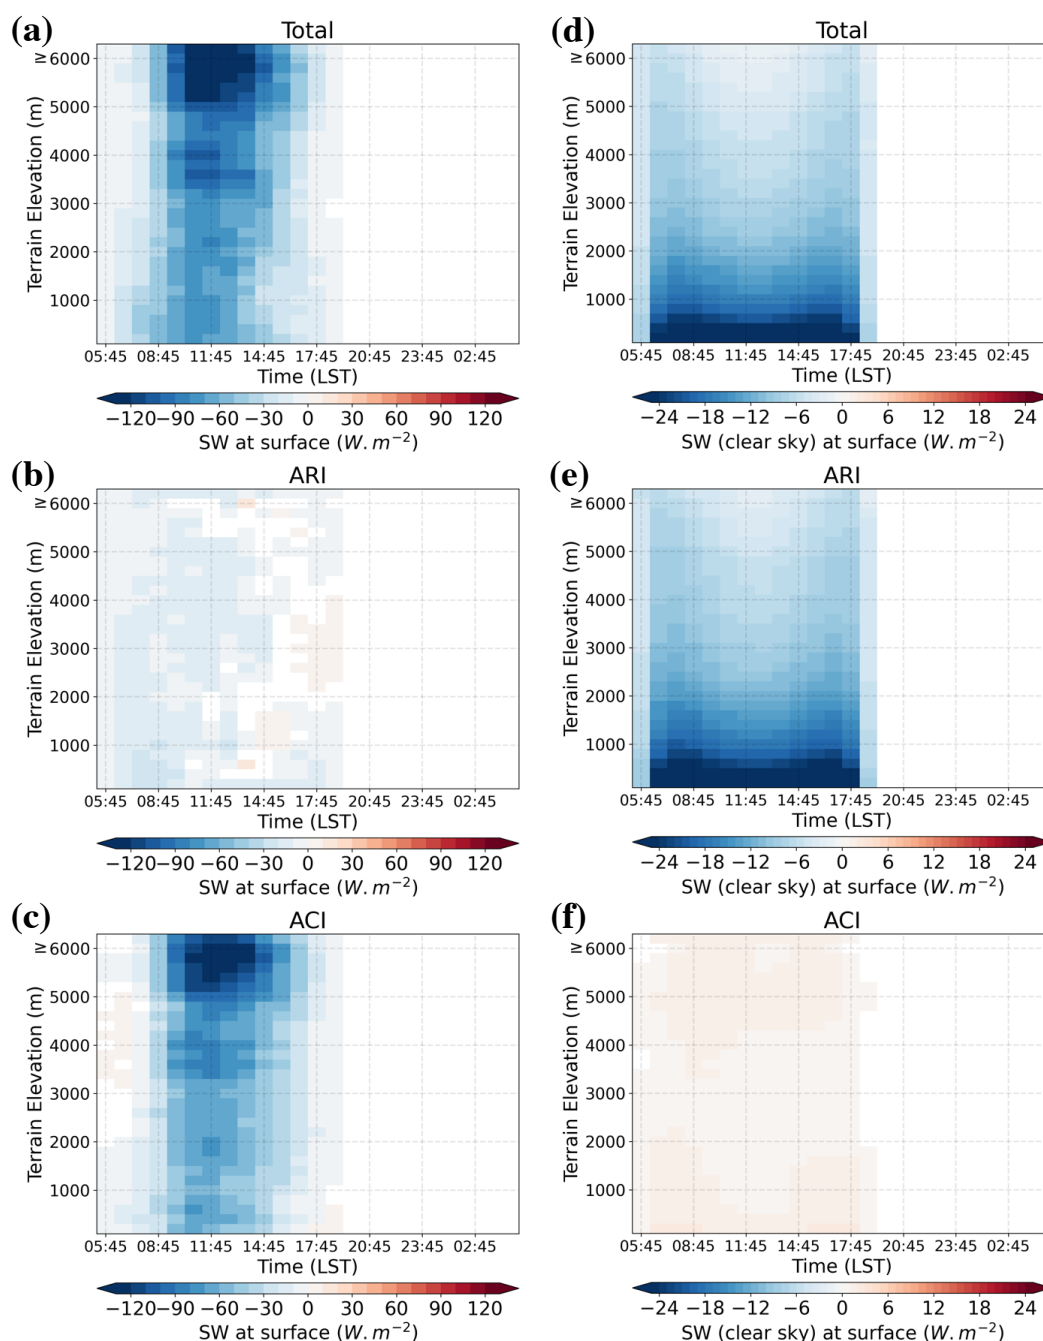 (a)
Total
≥ 6000
5000
4000
3000
2000
1000
Terrain Elevation (m)
05:45 08:45 11:45 14:45 17:45 20:45 23:45 02:45
Time (LST)
−120 −90 −60 −30 0 30 60 90 120
SW at surface (W.m⁻²)
(d)
Total
≥ 6000
5000
4000
3000
2000
1000
Terrain Elevation (m)
05:45 08:45 11:45 14:45 17:45 20:45 23:45 02:45
Time (LST)
−24 −18 −12 −6 0 6 12 18 24
SW (clear sky) at surface (W.m⁻²)
(b)
ARI
≥ 6000
5000
4000
3000
2000
1000
Terrain Elevation (m)
05:45 08:45 11:45 14:45 17:45 20:45 23:45 02:45
Time (LST)
−120 −90 −60 −30 0 30 60 90 120
SW at surface (W.m⁻²)
(e)
ARI
≥ 6000
5000
4000
3000
2000
1000
Terrain Elevation (m)
05:45 08:45 11:45 14:45 17:45 20:45 23:45 02:45
Time (LST)
−24 −18 −12 −6 0 6 12 18 24
SW (clear sky) at surface (W.m⁻²)
(c)
ACI
≥ 6000
5000
4000
3000
2000
1000
Terrain Elevation (m)
05:45 08:45 11:45 14:45 17:45 20:45 23:45 02:45
Time (LST)
−120 −90 −60 −30 0 30 60 90 120
SW at surface (W.m⁻²)
(f)
ACI
≥ 6000
5000
4000
3000
2000
1000
Terrain Elevation (m)
05:45 08:45 11:45 14:45 17:45 20:45 23:45 02:45
Time (LST)
−24 −18 −12 −6 0 6 12 18 24
SW (clear sky) at surface (W.m⁻²)